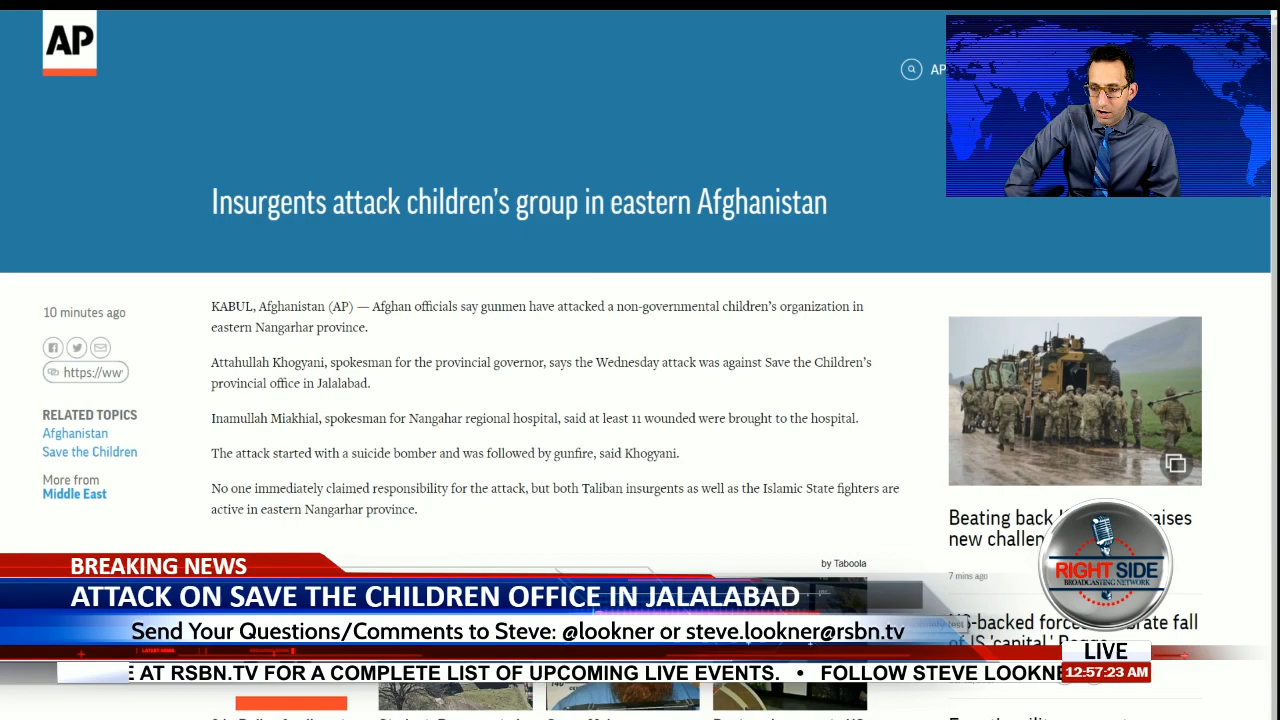 AP
AP
Insurgents attack children's group in eastern Afghanistan
10 minutes ago
https://ww
RELATED TOPICS
Afghanistan
Save the Children
More from
Middle East
KABUL, Afghanistan (AP) — Afghan officials say gunmen have attacked a non-governmental children's organization in
eastern Nangarhar province.
Attahullah Khogyani, spokesman for the provincial governor, says the Wednesday attack was against Save the Children's
provincial office in Jalalabad.
Inamullah Miakhial, spokesman for Nangahar regional hospital, said at least 11 wounded were brought to the hospital.
The attack started with a suicide bomber and was followed by gunfire, said Khogyani.
No one immediately claimed responsibility for the attack, but both Taliban insurgents as well as the Islamic State fighters are
active in eastern Nangarhar province.
by Taboola
Beating back raises
new challen
7 mins ago
-backed forc rate fall
of IS 'capital'
RIGHT SIDE
BROADCASTING NETWORK
BREAKING NEWS
ATTACK ON SAVE THE CHILDREN OFFICE IN JALALABAD
Send Your Questions/Comments to Steve: @lookner or steve.lookner@rsbn.tv
LATEST NEWS
LIVE
12:57:23 AM
E AT RSBN.TV FOR A COMPLETE LIST OF UPCOMING LIVE EVENTS. • FOLLOW STEVE LOOKNE